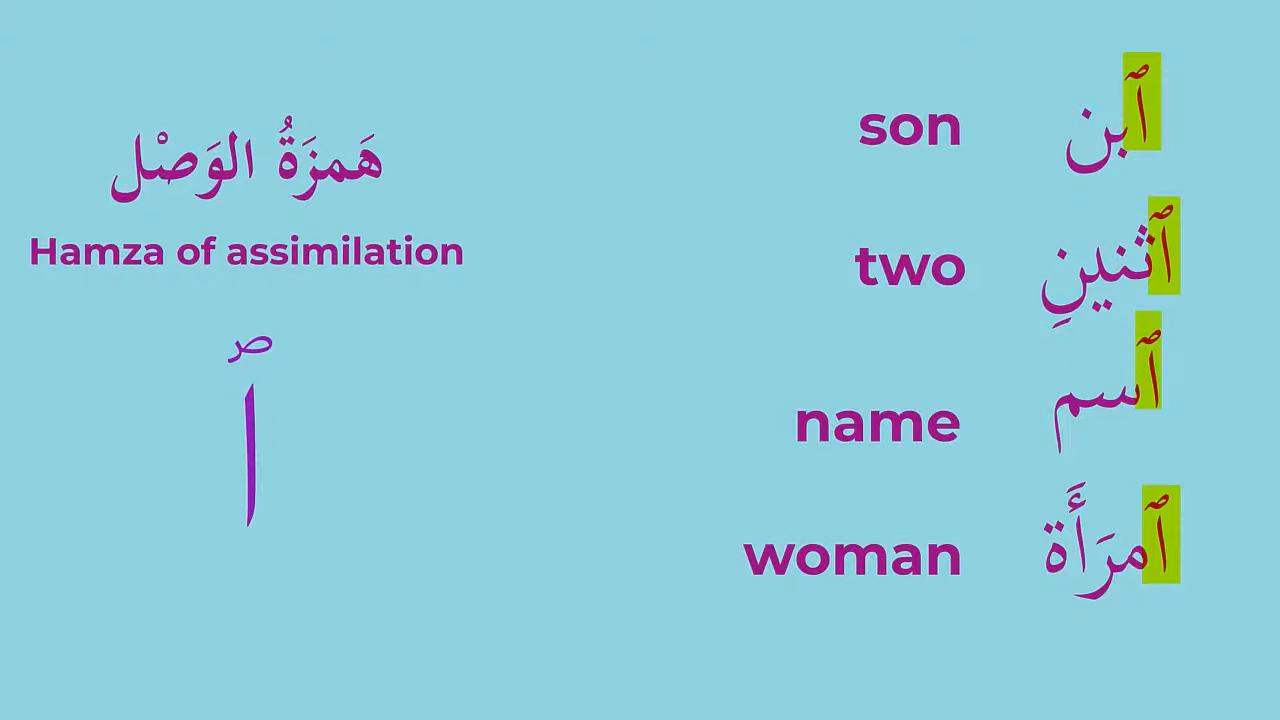 هَمزَةُ الوَصْل
Hamza of assimilation
ٱ
son ٱبن
two ٱثنينِ
name ٱسم
woman ٱمرَأَة